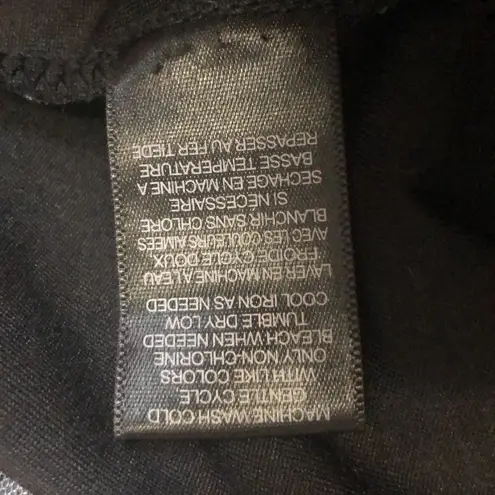 MACHINE WASH COLD
GENTLE CYCLE
WITH LIKE COLORS
ONLY NON-CHLORINE
BLEACH WHEN NEEDED
TUMBLE DRY LOW
COOL IRON AS NEEDED
LAVER EN MACHINE A L'EAU
FROIDE CYCLE DOUX
AVEC LES COULEURS AIMEES
BLANCHIR SANS CHLORE
SI NECESSAIRE
SECHAGE EN MACHINE A
BASSE TEMPERATURE
REPASSER AU FER TIEDE